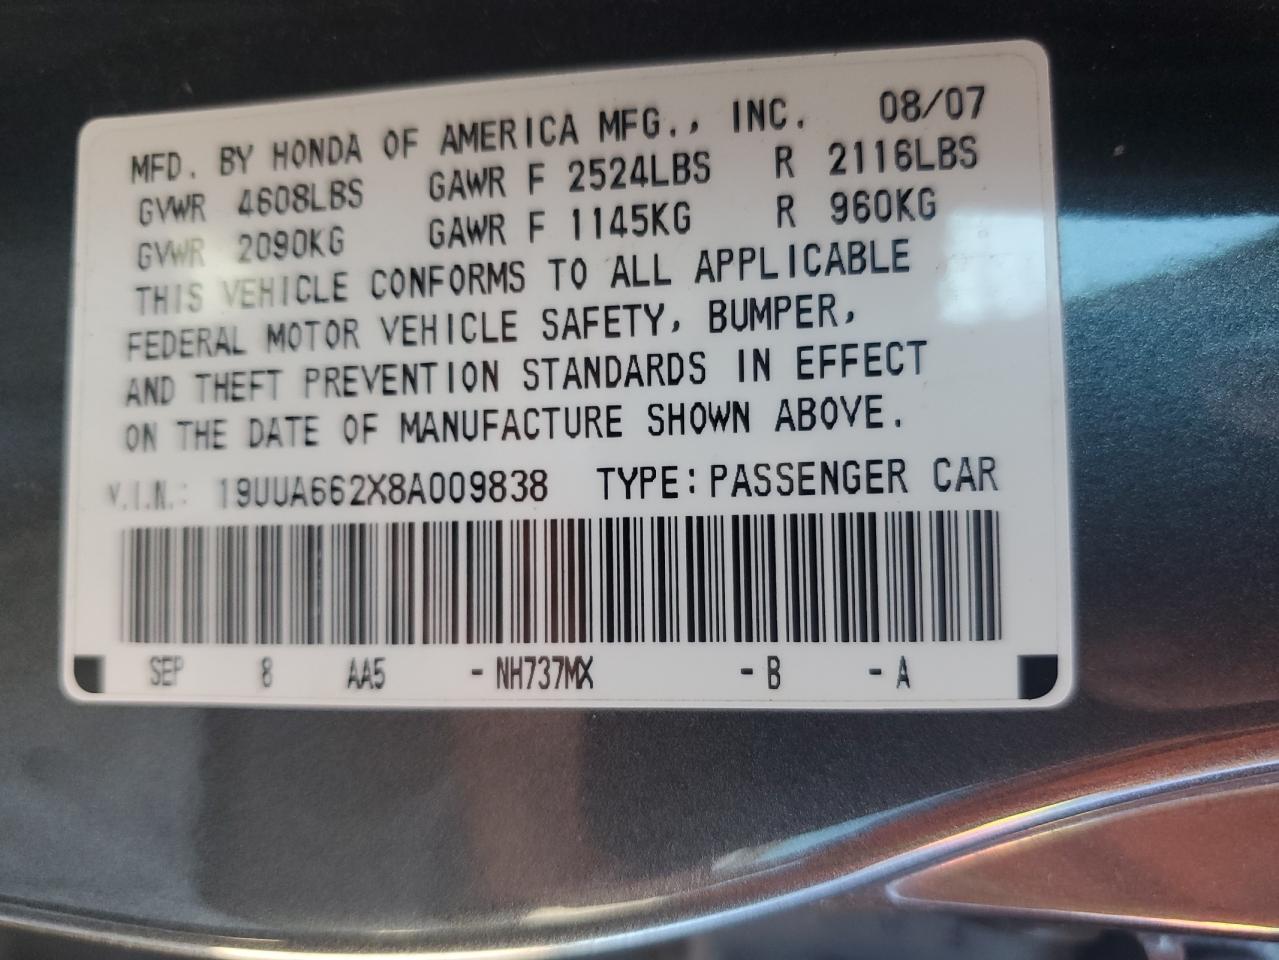 MFD. BY HONDA OF AMERICA MFG., INC. 08/07
GVWR 4608LBS GAWR F 2524LBS R 2116LBS
GVWR 2090KG GAWR F 1145KG R 960KG
THIS VEHICLE CONFORMS TO ALL APPLICABLE
FEDERAL MOTOR VEHICLE SAFETY, BUMPER,
AND THEFT PREVENTION STANDARDS IN EFFECT
ON THE DATE OF MANUFACTURE SHOWN ABOVE.
V.I.N.: 19UUA662X8A009838 TYPE: PASSENGER CAR
SEP 8 AA5 -NH737MX -B -A